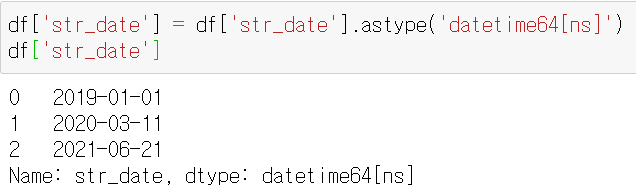 df['str_date'] = df['str_date'].astype('datetime64[ns]')
df['str_date']
0   2019-01-01
1   2020-03-11
2   2021-06-21
Name: str_date, dtype: datetime64[ns]